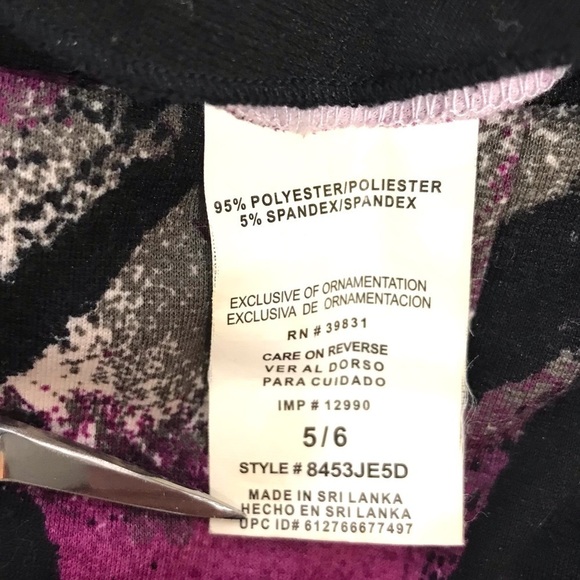 95% POLYESTER/POLIESTER
5% SPANDEX/SPANDEX
EXCLUSIVE OF ORNAMENTATION
EXCLUSIVA DE ORNAMENTACION
RN # 39831
CARE ON REVERSE
VER AL DORSO
PARA CUIDADO
IMP # 12990
5/6
STYLE # 8453JE5D
MADE IN SRI LANKA
HECHO EN SRI LANKA
UPC ID# 612766677497